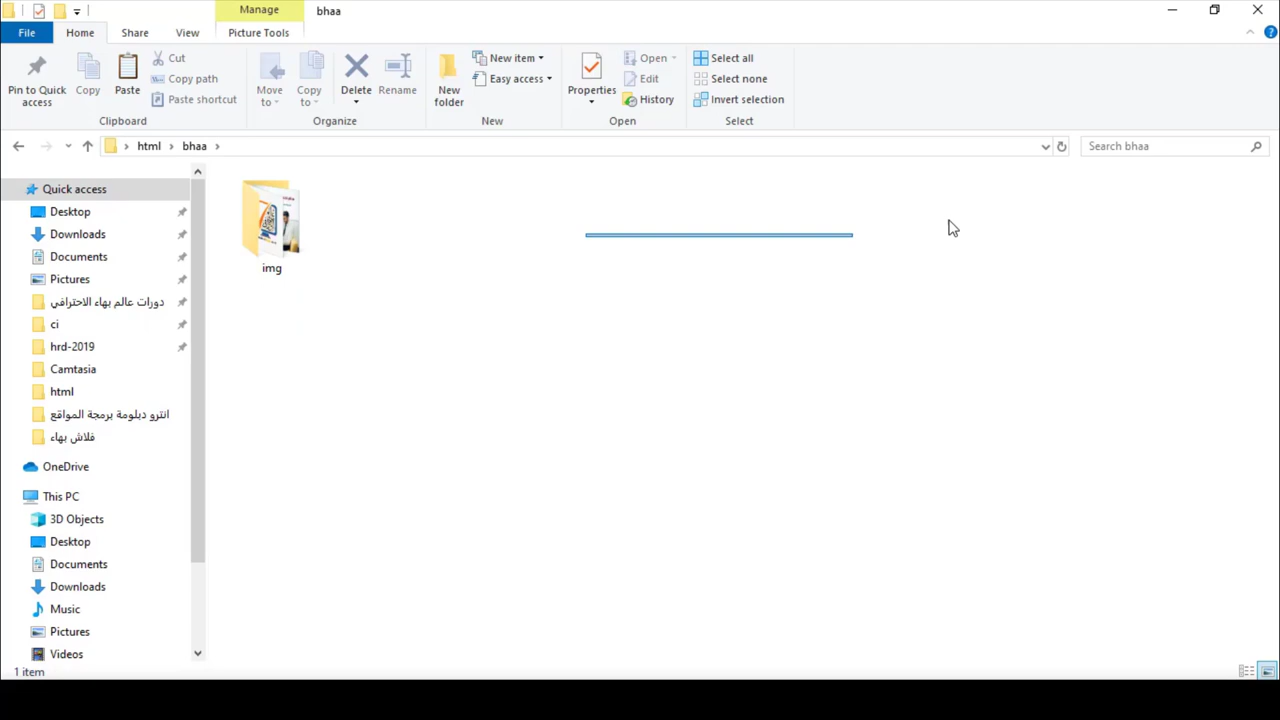 Manage
bhaa
File
Home
Share
View
Picture Tools
Pin to Quick access
Copy
Paste
Cut
Copy path
Paste shortcut
Clipboard
Move to
Copy to
Delete
Rename
Organize
New folder
New item
Easy access
New
Properties
Open
Edit
History
Open
Select all
Select none
Invert selection
Select
html
bhaa
Search bhaa
Quick access
Desktop
Downloads
Documents
Pictures
دورات عالم بهاء الاحترافي
ci
hrd-2019
Camtasia
html
انترو دبلومة برمجة المواقع
فلاش بهاء
OneDrive
This PC
3D Objects
Desktop
Documents
Downloads
Music
Pictures
Videos
img
1 item